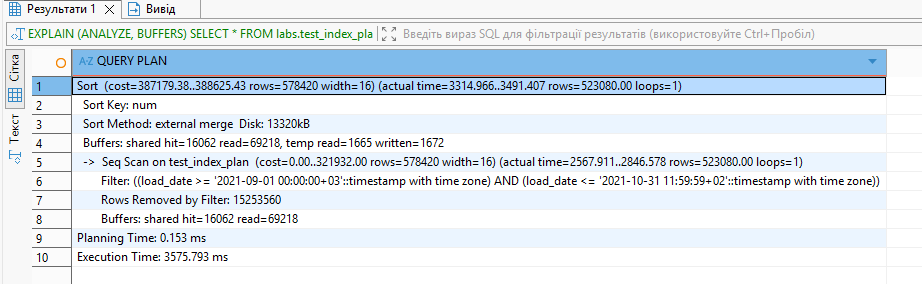 Результати 1 Вивід
EXPLAIN (ANALYZE, BUFFERS) SELECT * FROM labs.test_index_pla Введіть вираз SQL для фільтрації результатів (використовуйте Ctrl+Пробіл)
Сітка
Текст
A-Z QUERY PLAN
1 Sort (cost=387179.38..388625.43 rows=578420 width=16) (actual time=3314.966..3491.407 rows=523080.00 loops=1)
2 Sort Key: num
3 Sort Method: external merge Disk: 13320kB
4 Buffers: shared hit=16062 read=69218, temp read=1665 written=1672
5 -> Seq Scan on test_index_plan (cost=0.00..321932.00 rows=578420 width=16) (actual time=2567.911..2846.578 rows=523080.00 loops=1)
6 Filter: ((load_date >= '2021-09-01 00:00:00+03'::timestamp with time zone) AND (load_date <= '2021-10-31 11:59:59+02'::timestamp with time zone))
7 Rows Removed by Filter: 15253560
8 Buffers: shared hit=16062 read=69218
9 Planning Time: 0.153 ms
10 Execution Time: 3575.793 ms